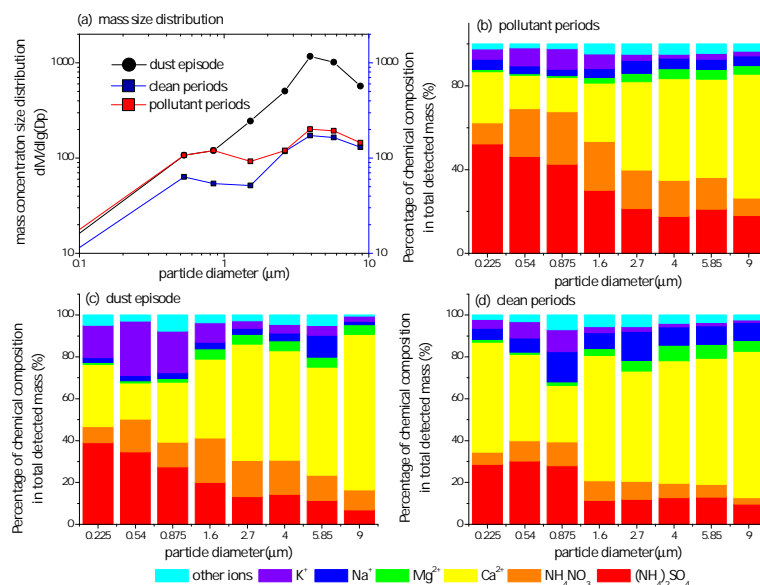 (a) mass size distribution
dust episode
clean periods
pollutant periods
mass concentraton size distribution
dM/dlg(Dp)
1000
100
10
1000
100
10
0.1
1
10
particle diameter (μm)
(b) pollutant periods
Percentage of chemical composition
in total detected mass (%)
80
40
0
0.225 0.54 0.875 1.6 2.7 4 5.85 9
particle diameter(μm)
(c) dust episode
Percentage of chemical composition
in total detected mass (%)
100
80
60
40
20
0
0.225 0.54 0.875 1.6 2.7 4 5.85 9
particle diameter(μm)
(d) clean periods
Percentage of chemical composition
in total detected mass (%)
100
80
60
40
20
0
0.225 0.54 0.875 1.6 2.7 4 5.85 9
particle diameter(μm)
other ions K⁺ Na⁺ Mg²⁺ Ca²⁺ NH₄NO₃ (NH₄)₂SO₄